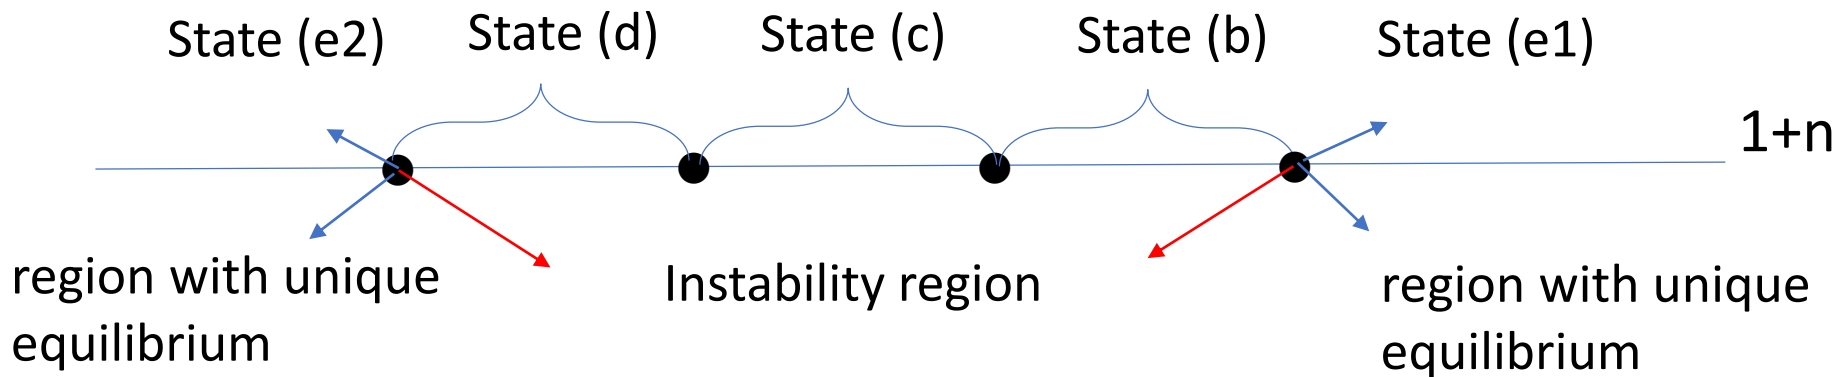 State (e2)
State (d)
State (c)
State (b)
State (e1)
1+n
region with unique
equilibrium
Instability region
region with unique
equilibrium